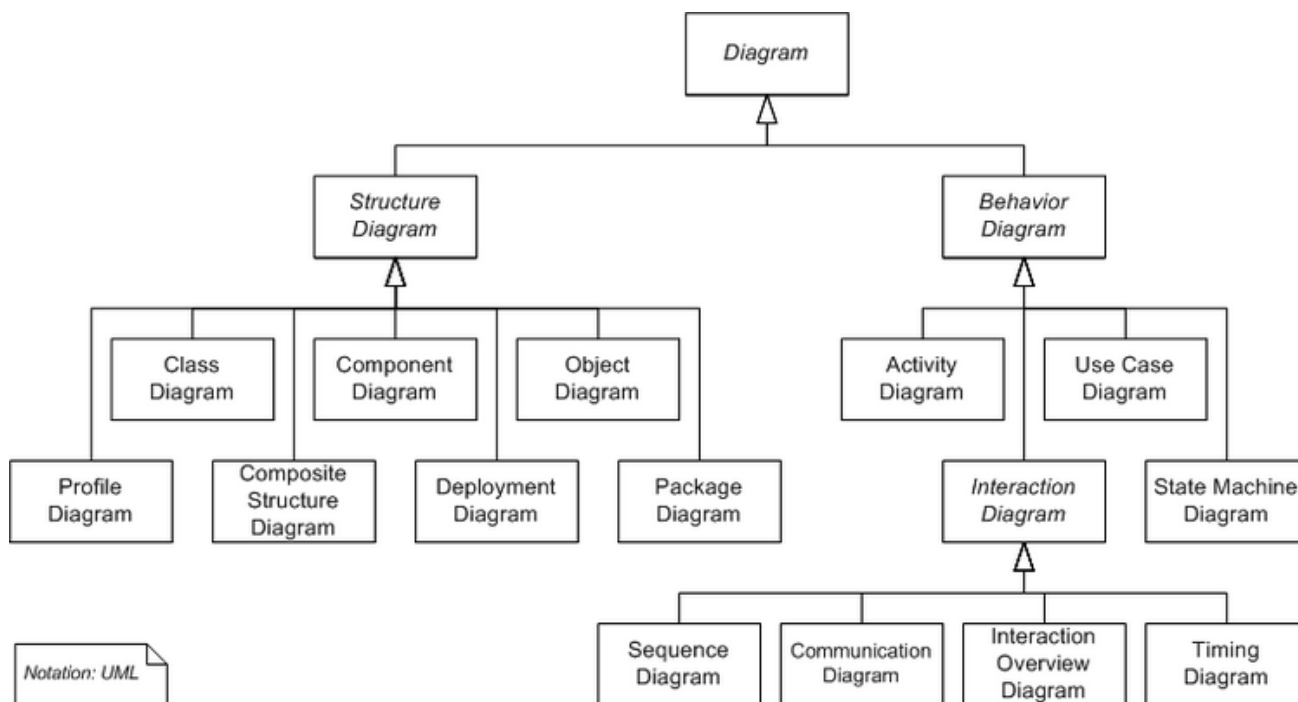 Diagram
Structure
Diagram
Behavior
Diagram
Class
Diagram
Component
Diagram
Object
Diagram
Activity
Diagram
Use Case
Diagram
Profile
Diagram
Composite
Structure
Diagram
Deployment
Diagram
Package
Diagram
Interaction
Diagram
State Machine
Diagram
Sequence
Diagram
Communication
Diagram
Interaction
Overview
Diagram
Timing
Diagram
Notation: UML